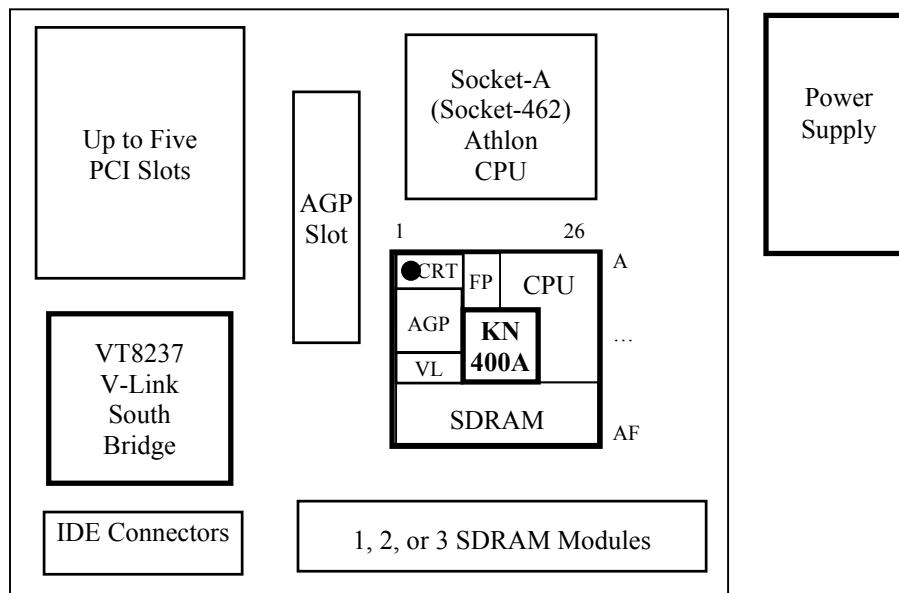 Up to Five
PCI Slots
AGP
Slot
Socket-A
(Socket-462)
Athlon
CPU
Power
Supply
1
26
A
...
AF
CRT
FP
CPU
AGP
KN
400A
VL
SDRAM
VT8237
V-Link
South
Bridge
IDE Connectors
1, 2, or 3 SDRAM Modules